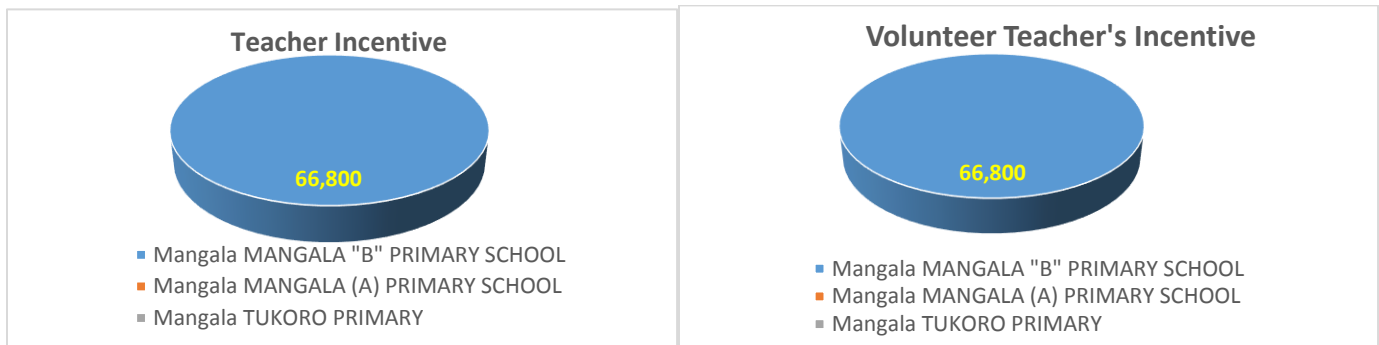 Teacher Incentive
66,800
Mangala MANGALA "B" PRIMARY SCHOOL
Mangala MANGALA (A) PRIMARY SCHOOL
Mangala TUKORO PRIMARY
Volunteer Teacher's Incentive
66,800
Mangala MANGALA "B" PRIMARY SCHOOL
Mangala MANGALA (A) PRIMARY SCHOOL
Mangala TUKORO PRIMARY